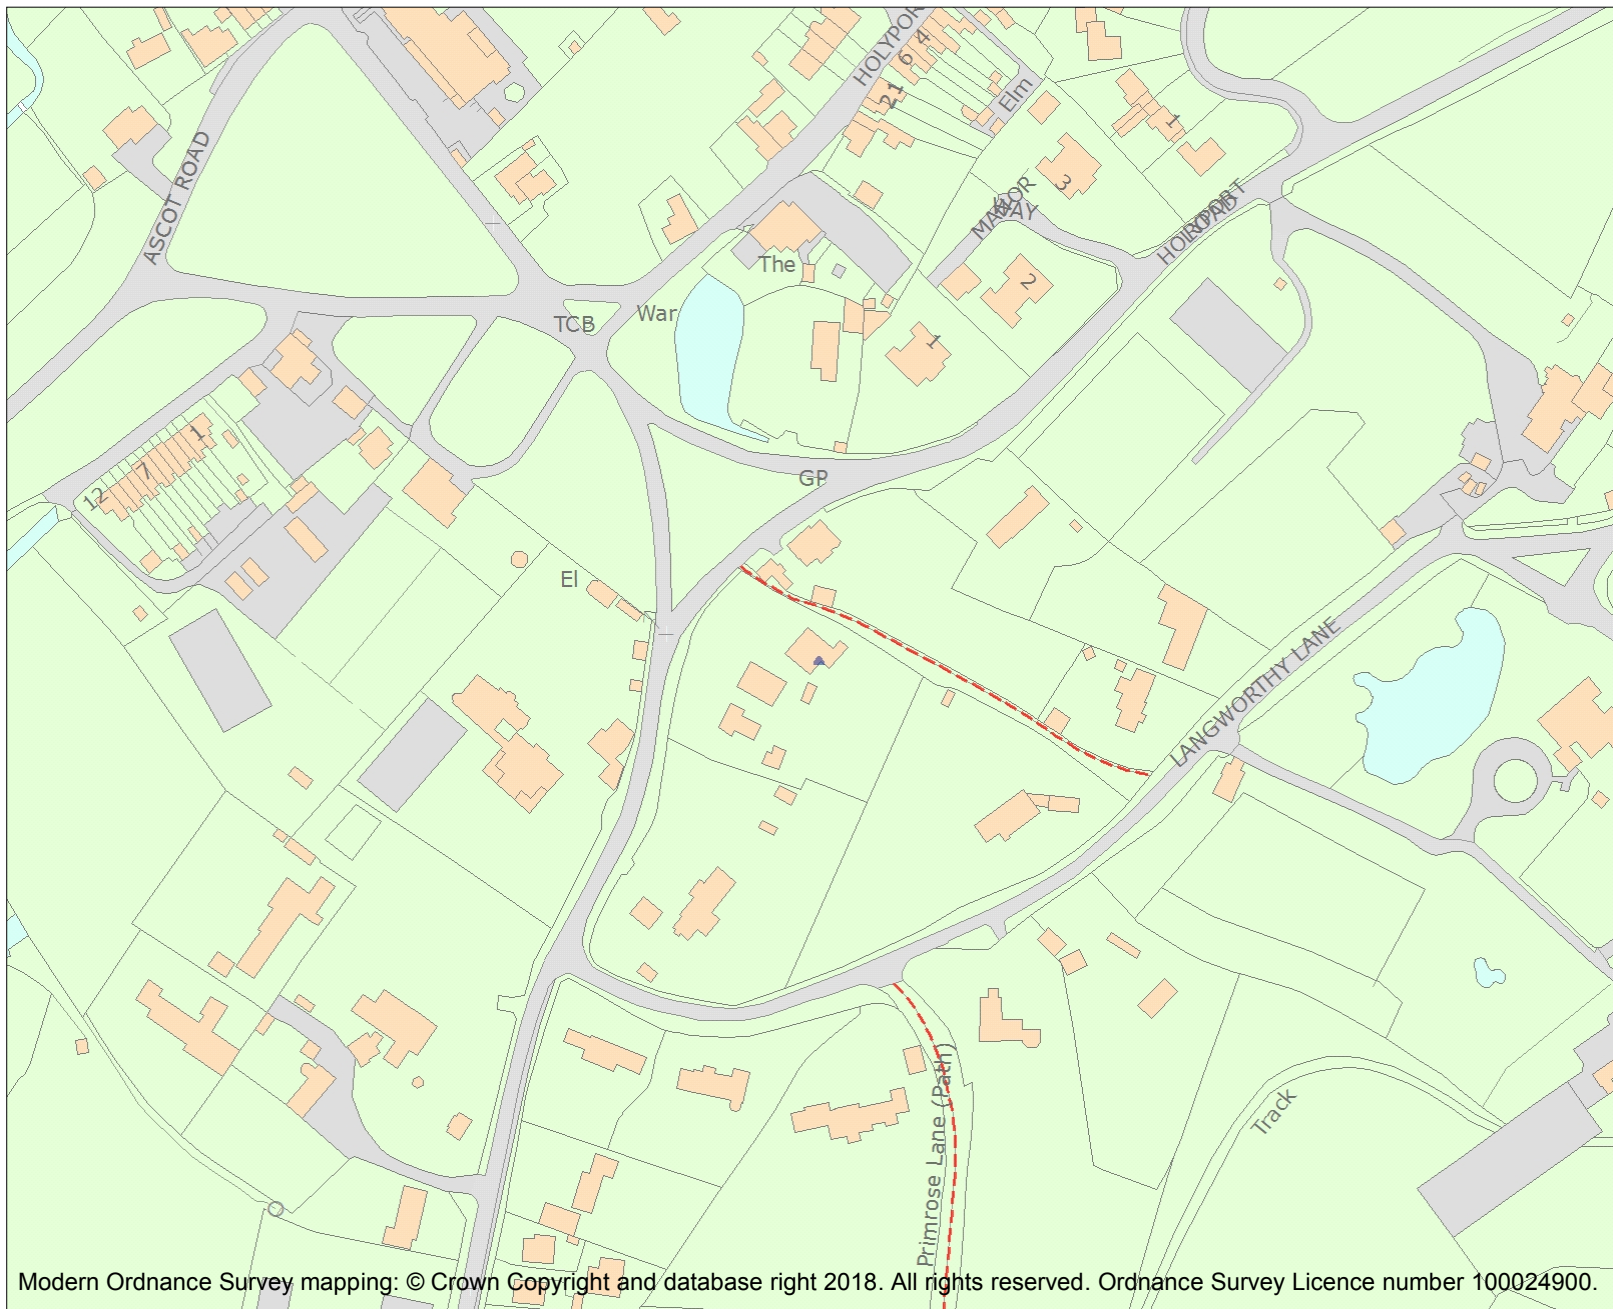 HOLYPOR
4
6
21
Elm
1
ASCOT ROAD
3
MANOR
WAY
HOLYPORT
ROAD
The
2
War
TCB
1
1
7
12
GP
El
LANGWORTHY LANE
Primrose Lane (Path)
Track
Modern Ordnance Survey mapping: © Crown Copyright and database right 2018. All rights reserved. Ordnance Survey Licence number 100024900.